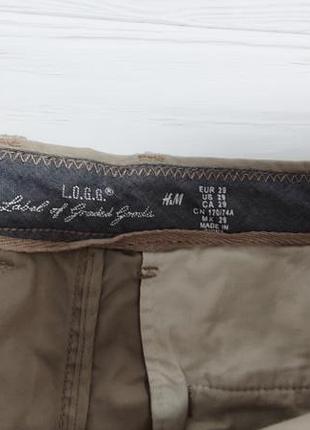 L.O.G.G.®
Label of Graded Goods
H&M
EUR 29
US 29
CA 29
CN 170/74A
MX 29
MADE IN